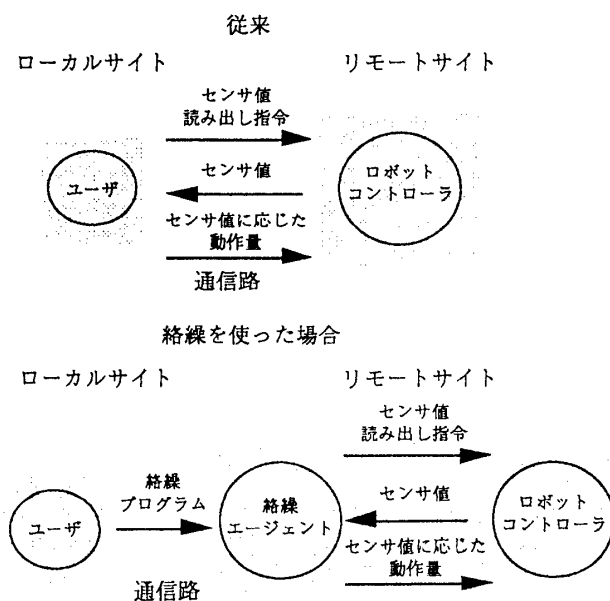 従来
ローカルサイト
リモートサイト
センサ値
読み出し指令
ユーザ
センサ値
ロボット
コントローラ
センサ値に応じた
動作量
通信路
絡繰を使った場合
ローカルサイト
リモートサイト
センサ値
読み出し指令
ユーザ
絡繰
プログラム
絡繰
エージェント
センサ値
ロボット
コントローラ
センサ値に応じた
動作量
通信路